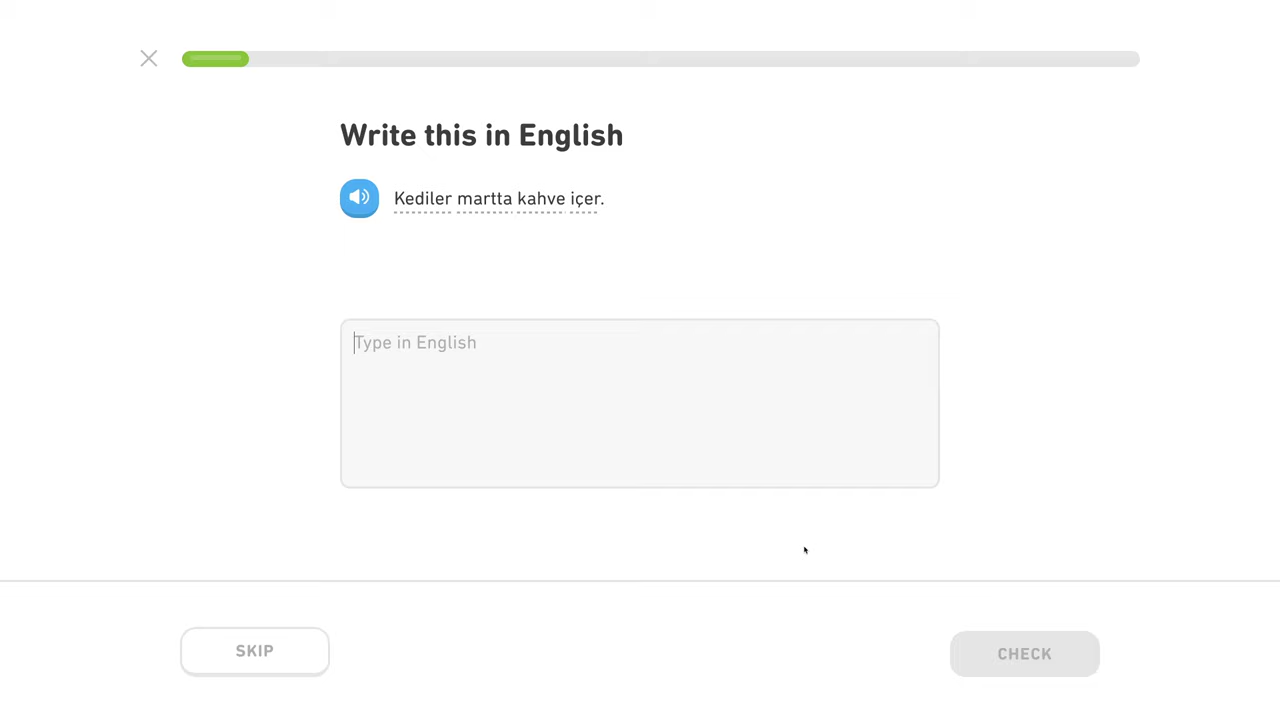 Write this in English
Kediler martta kahve içer.
Type in English
SKIP
CHECK